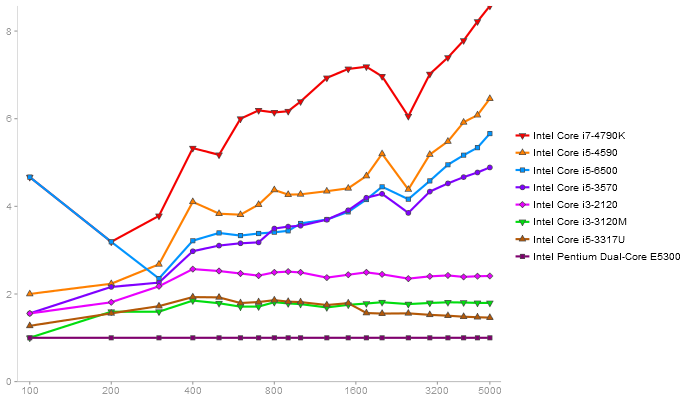 8
6
4
2
0
100 200 400 800 1600 3200 5000
Intel Core i7-4790K
Intel Core i5-4590
Intel Core i5-6500
Intel Core i5-3570
Intel Core i3-2120
Intel Core i3-3120M
Intel Core i5-3317U
Intel Pentium Dual-Core E5300